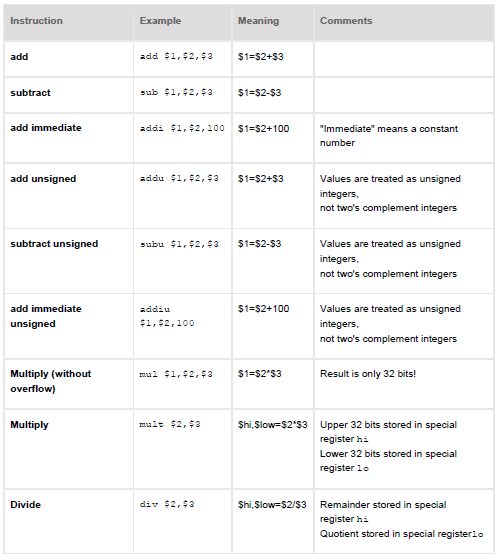 Instruction Example Meaning Comments
add add $1,$2,$3 $1=$2+$3
subtract sub $1,$2,$3 $1=$2-$3
add immediate addi $1,$2,100 $1=$2+100 "Immediate" means a constant
number
add unsigned addu $1,$2,$3 $1=$2+$3 Values are treated as unsigned
integers,
not two's complement integers
subtract unsigned subu $1,$2,$3 $1=$2-$3 Values are treated as unsigned
integers,
not two's complement integers
add immediate addiu $1=$2+100 Values are treated as unsigned
unsigned $1,$2,100 integers,
not two's complement integers
Multiply (without mul $1,$2,$3 $1=$2*$3 Result is only 32 bits!
overflow)
Multiply mult $2,$3 $hi,$low=$2*$3 Upper 32 bits stored in special
register hi
Lower 32 bits stored in special
register lo
Divide div $2,$3 $hi,$low=$2/$3 Remainder stored in special
register hi
Quotient stored in special registerlo